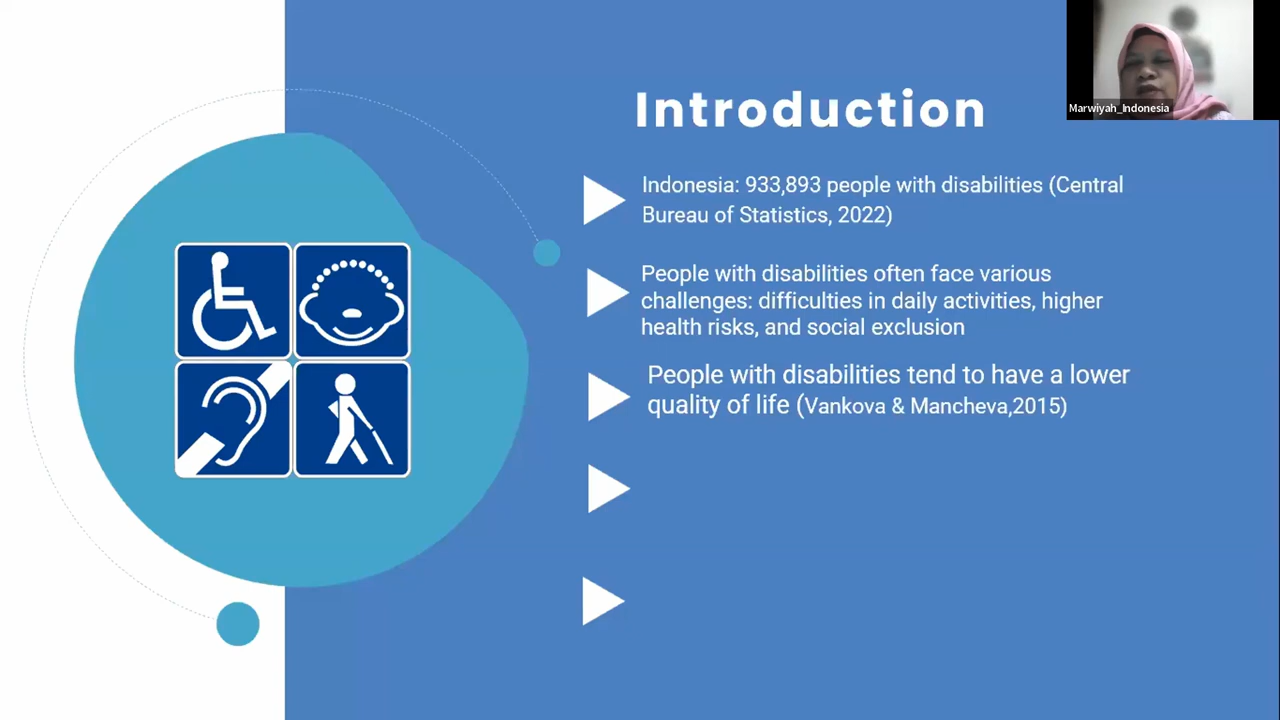 Introduction
Marwiyah_Indonesia
Indonesia: 933,893 people with disabilities (Central
Bureau of Statistics, 2022)
People with disabilities often face various
challenges: difficulties in daily activities, higher
health risks, and social exclusion
People with disabilities tend to have a lower
quality of life (Vankova & Mancheva,2015)